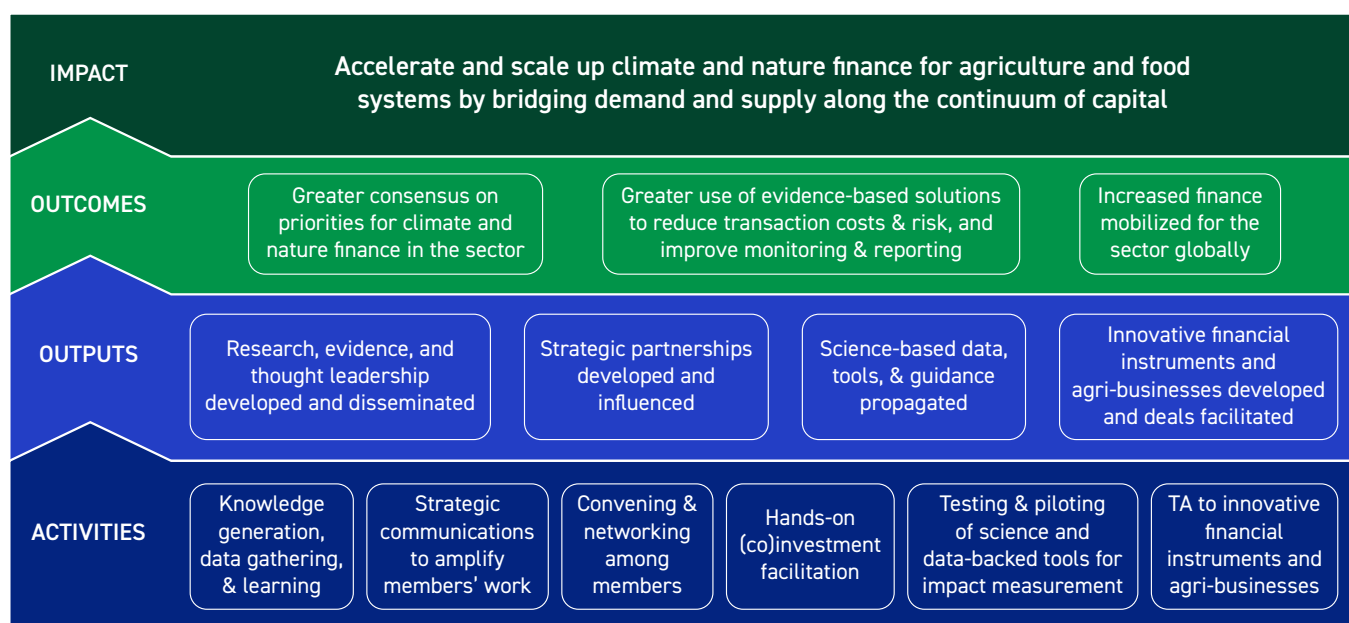 IMPACT
Accelerate and scale up climate and nature finance for agriculture and food
systems by bridging demand and supply along the continuum of capital
OUTCOMES
Greater consensus on
priorities for climate and
nature finance in the sector
Greater use of evidence-based solutions
to reduce transaction costs & risk, and
improve monitoring & reporting
Increased finance
mobilized for the
sector globally
OUTPUTS
Research, evidence, and
thought leadership
developed and disseminated
Strategic partnerships
developed and
influenced
Science-based data,
tools, & guidance
propagated
Innovative financial
instruments and
agri-businesses developed
and deals facilitated
ACTIVITIES
Knowledge
generation,
data gathering,
& learning
Strategic
communications
to amplify
members’ work
Convening &
networking
among
members
Hands-on
(co)investment
facilitation
Testing & piloting
of science and
data-backed tools for
impact measurement
TA to innovative
financial
instruments and
agri-businesses